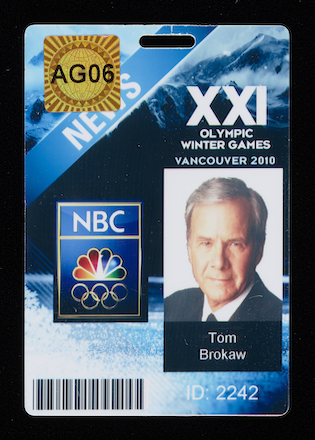 AG06
NEWS
XXI
OLYMPIC
WINTER GAMES
VANCOUVER 2010
NBC
Tom
Brokaw
ID: 2242